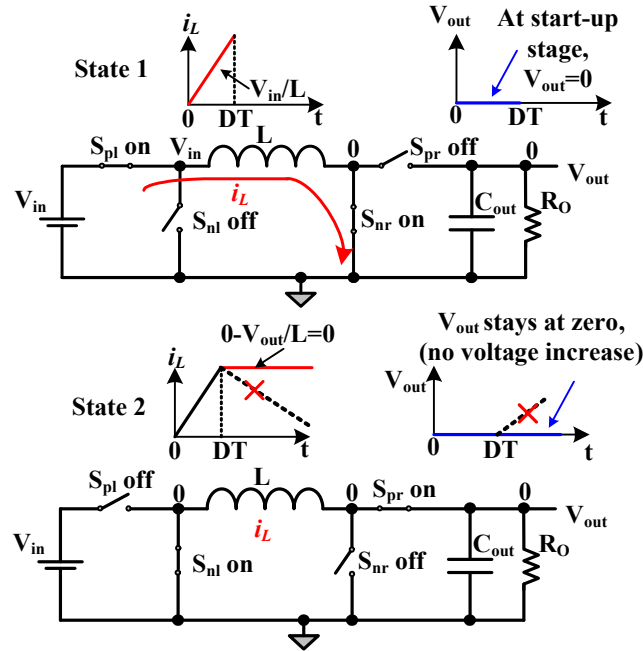 State 1
i_L
V_in/L
0
DT
t
V_out
At start-up
stage,
V_out=0
0
DT
t
S_pl on
V_in
L
0
S_pr off
0
V_out
V_in
S_nl off
i_L
S_nr on
C_out
R_O
State 2
i_L
0-V_out/L=0
0
DT
t
V_out stays at zero,
(no voltage increase)
V_out
0
DT
t
S_pl off
0
L
0
S_pr on
0
V_out
V_in
i_L
S_nl on
S_nr off
C_out
R_O